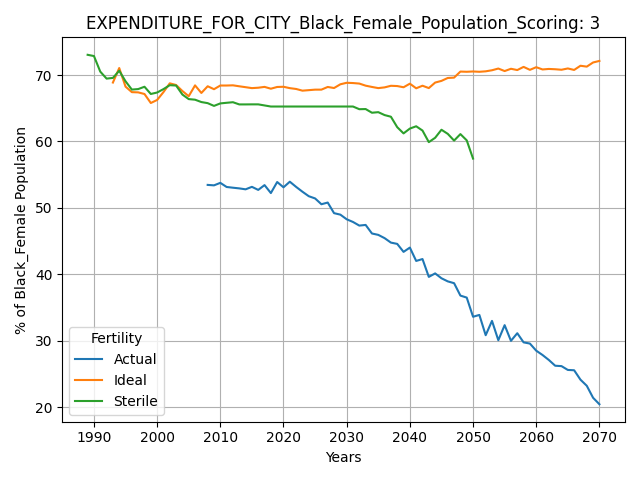 EXPENDITURE_FOR_CITY_Black_Female_Population_Scoring: 3
% of Black_Female Population
70
60
50
40
30
20
Fertility
Actual
Ideal
Sterile
1990 2000 2010 2020 2030 2040 2050 2060 2070
Years